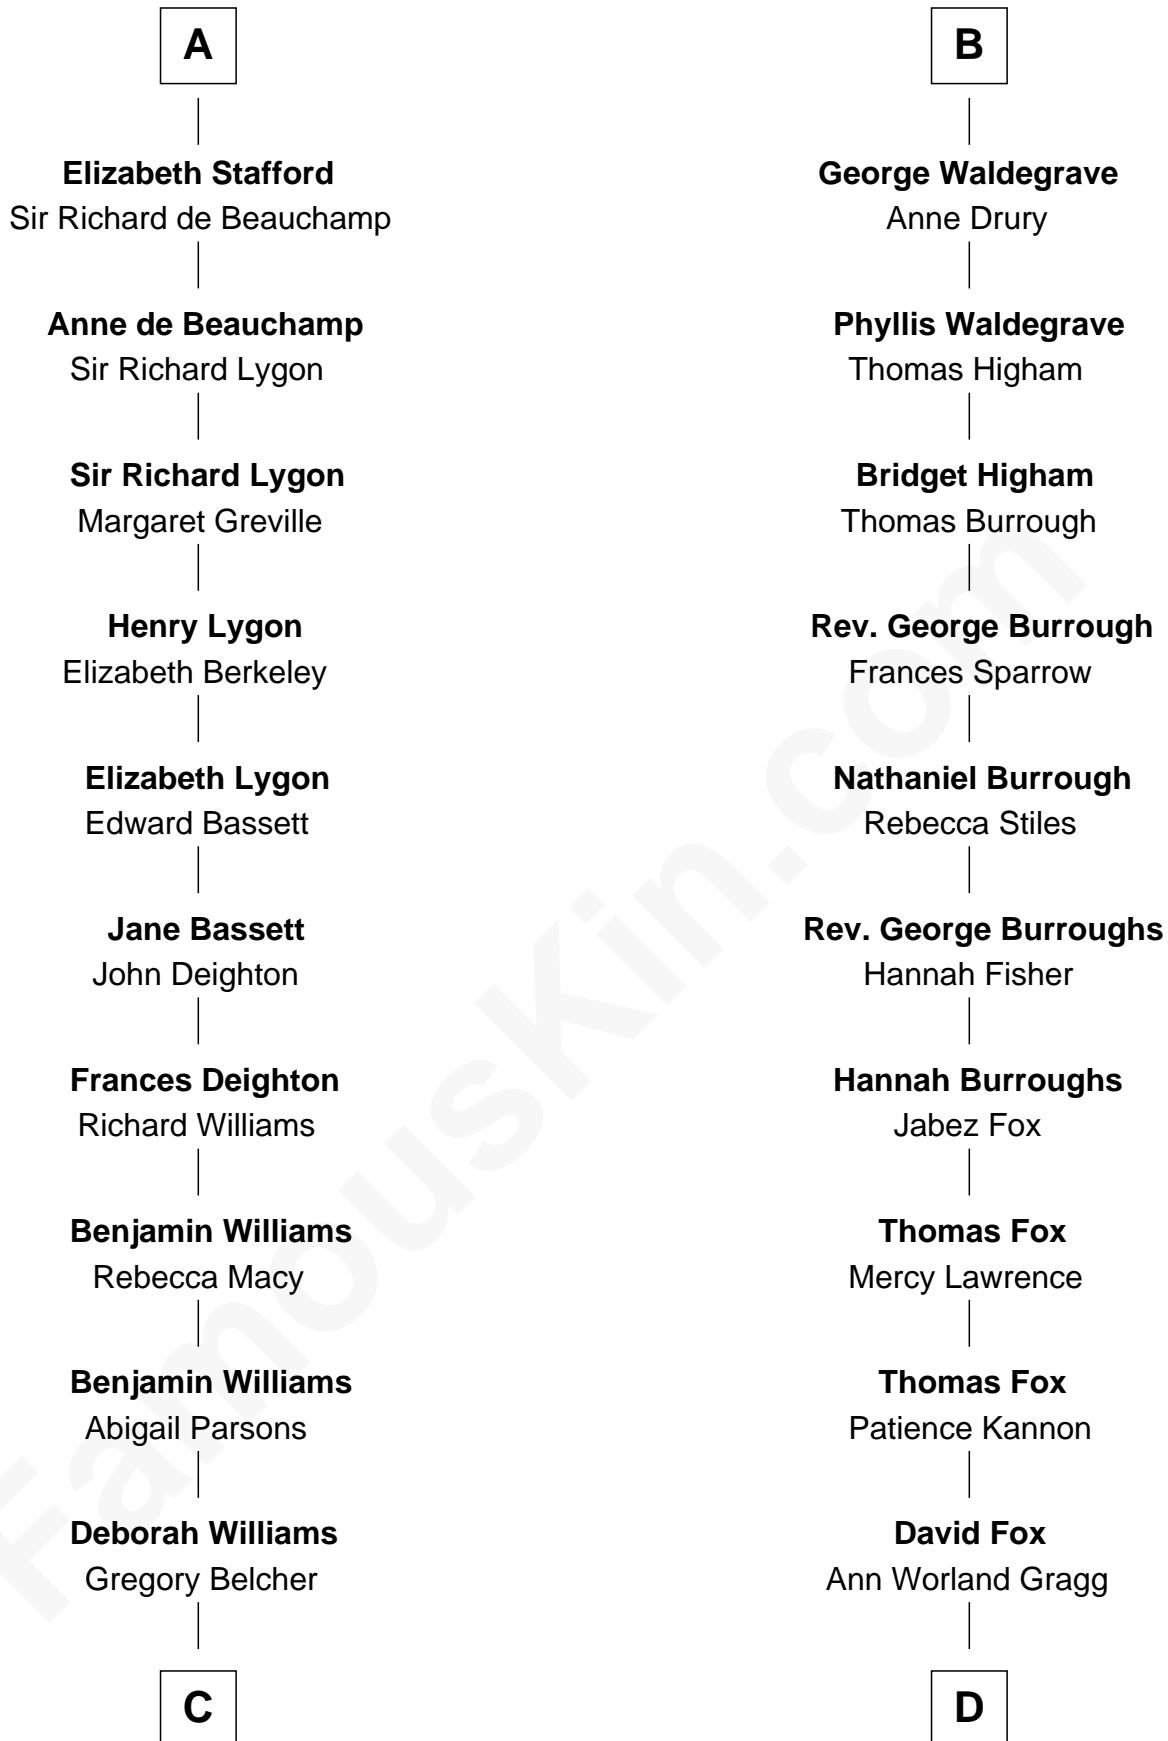 A
Elizabeth Stafford
Sir Richard de Beauchamp
Anne de Beauchamp
Sir Richard Lygon
Sir Richard Lygon
Margaret Greville
Henry Lygon
Elizabeth Berkeley
Elizabeth Lygon
Edward Bassett
Jane Bassett
John Deighton
Frances Deighton
Richard Williams
Benjamin Williams
Rebecca Macy
Benjamin Williams
Abigail Parsons
Deborah Williams
Gregory Belcher
C
B
George Waldegrave
Anne Drury
Phyllis Waldegrave
Thomas Higham
Bridget Higham
Thomas Burrough
Rev. George Burrough
Frances Sparrow
Nathaniel Burrough
Rebecca Stiles
Rev. George Burroughs
Hannah Fisher
Hannah Burroughs
Jabez Fox
Thomas Fox
Mercy Lawrence
Thomas Fox
Patience Kannon
David Fox
Ann Worland Gragg
D
FamousKin.com